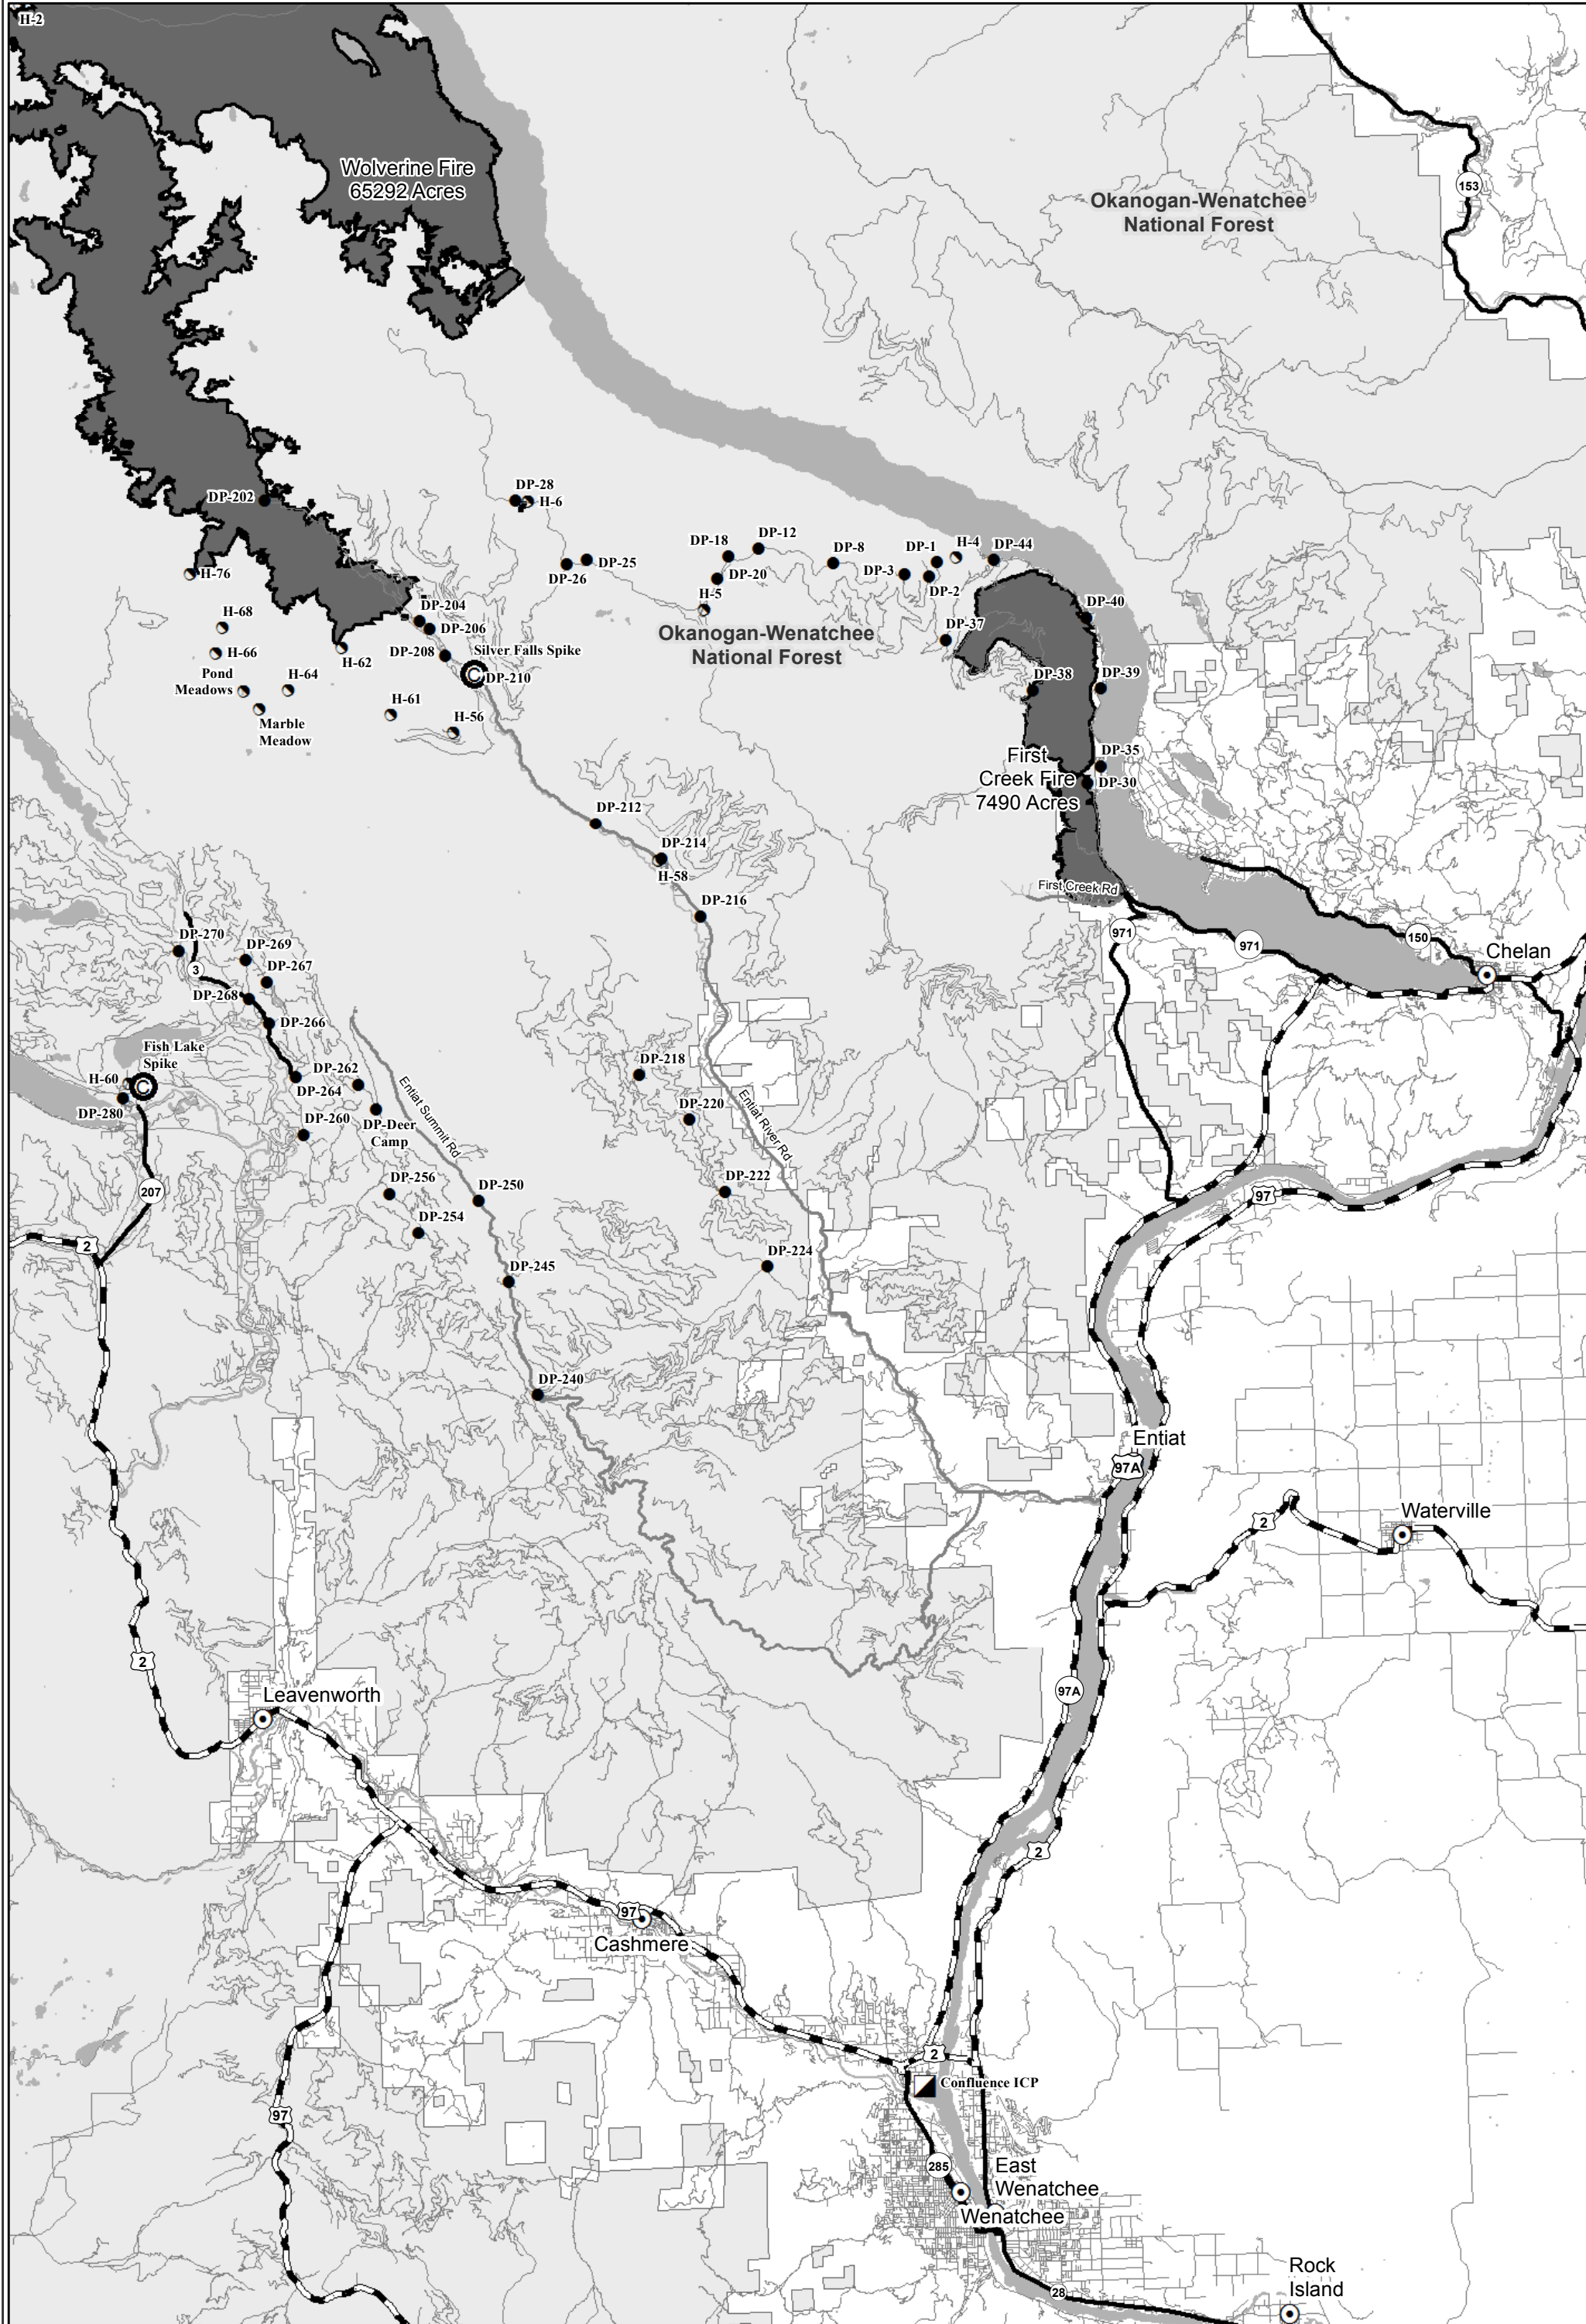 H-2
Wolverine Fire
65292 Acres
Okanogan-Wenatchee
National Forest
153
DP-28
H-6
DP-202
DP-18
DP-12
DP-8
DP-1
H-4
DP-44
DP-25
DP-26
DP-20
DP-3
DP-2
H-76
H-5
DP-40
H-68
DP-204
DP-206
DP-37
Okanogan-Wenatchee
National Forest
H-66
H-62
DP-208
Silver Falls Spike
C
DP-210
Pond
Meadows
H-64
DP-38
DP-39
H-61
H-56
Marble
Meadow
First
Creek Fire
7490 Acres
DP-35
DP-30
DP-212
DP-214
H-58
First Creek Rd
DP-216
971
971
150
Chelan
DP-270
DP-269
3
DP-267
DP-268
DP-266
Fish Lake
Spike
C
H-60
DP-280
DP-262
DP-264
DP-260
DP-Deer
Camp
Entiat Summit Rd
DP-218
DP-220
Entiat River Rd
207
DP-256
DP-250
DP-222
97
DP-254
2
DP-224
DP-245
DP-240
Entiat
97A
Waterville
2
2
Leavenworth
97A
2
97
Cashmere
2
Confluence ICP
97
285
East
Wenatchee
Wenatchee
28
Rock
Island